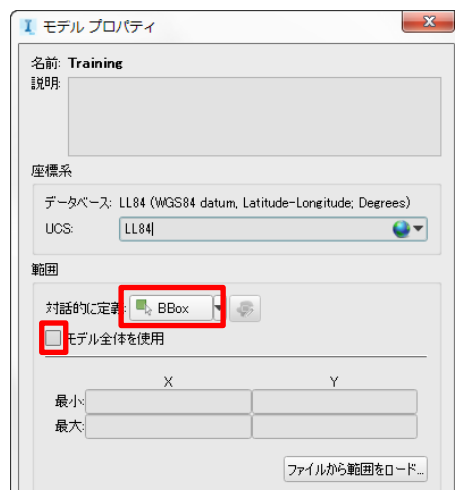 モデル プロパティ
名前: Training
説明:
座標系
データベース: LL84 (WGS84 datum, Latitude-Longitude; Degrees)
UCS: LL84
範囲
対話的に定義: BBox
モデル全体を使用
X Y
最小:
最大:
ファイルから範囲をロード...